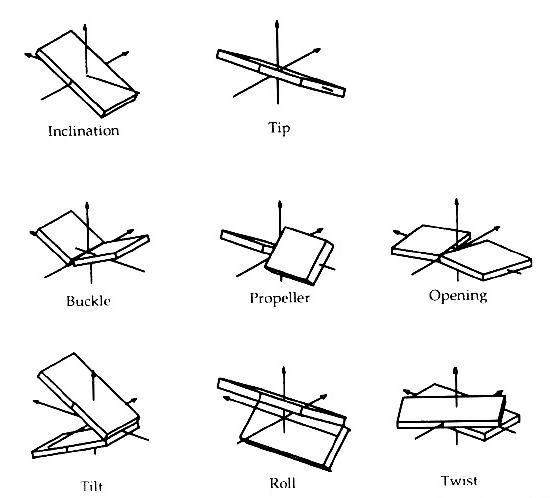 Inclination
Tip
Buckle
Propeller
Opening
Tilt
Roll
Twist